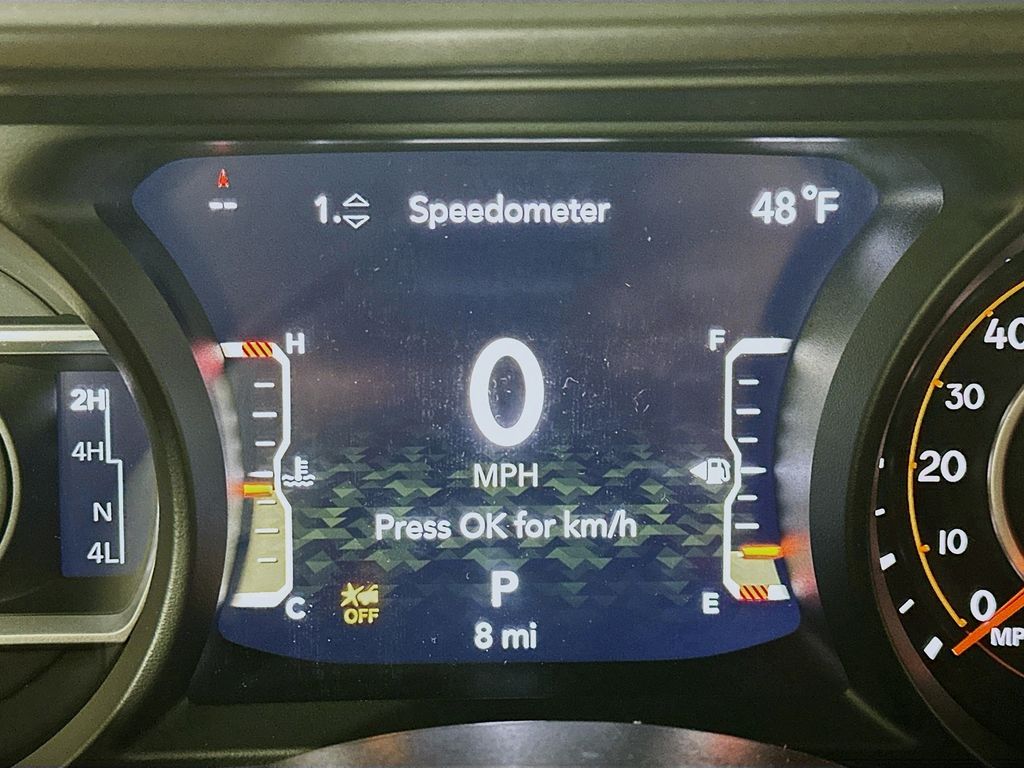 --
1. Speedometer
48°F
H
F
2H
4H
N
4L
0
MPH
Press OK for km/h
C
E
OFF
P
8 mi
40
30
20
10
0